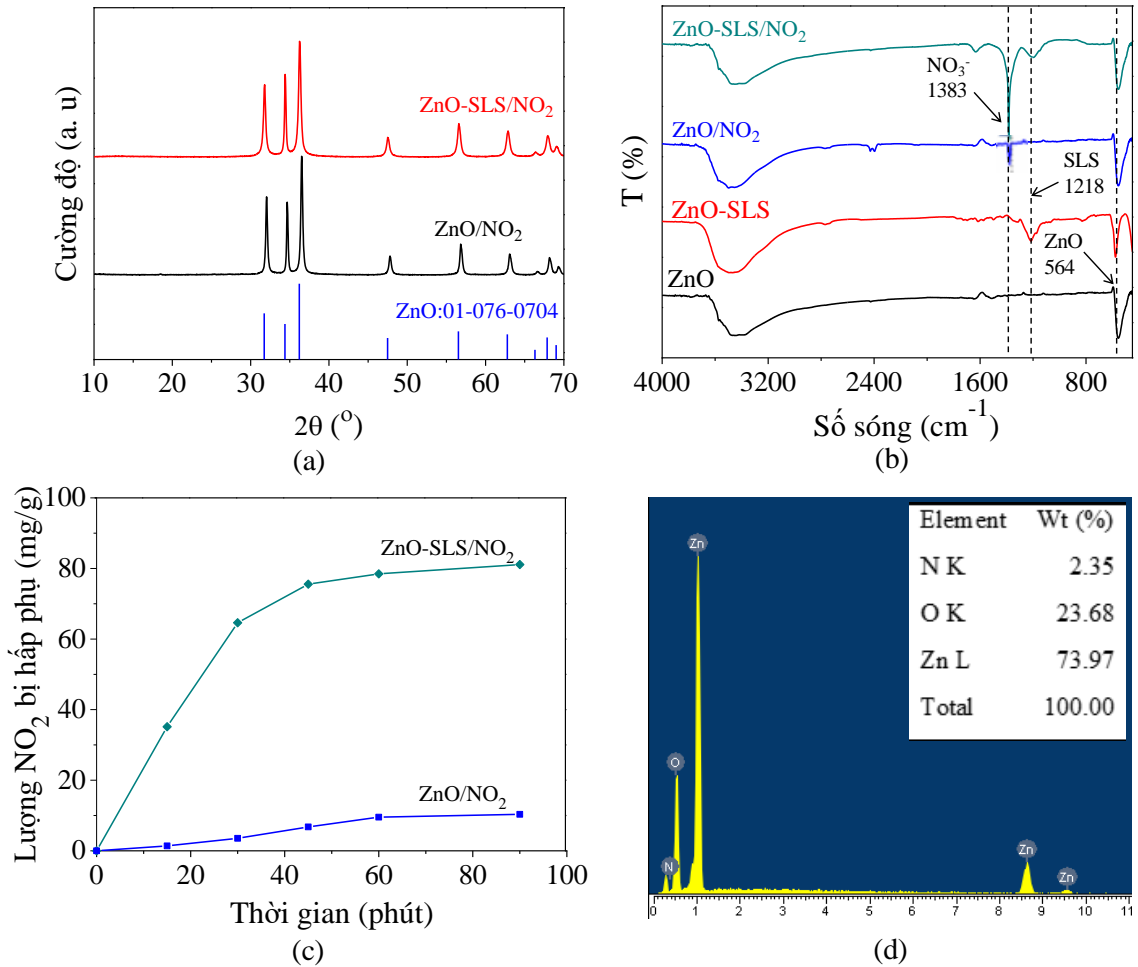 Cường độ (a. u)
ZnO-SLS/NO₂
ZnO/NO₂
ZnO:01-076-0704
10 20 30 40 50 60 70
2θ (°)
(a)
T (%)
ZnO-SLS/NO₂
NO₃⁻
1383
ZnO/NO₂
SLS
1218
ZnO-SLS
ZnO
564
ZnO
4000 3200 2400 1600 800
Số sóng (cm⁻¹)
(b)
Lượng NO₂ bị hấp phụ (mg/g)
100
80
60
40
20
0
ZnO-SLS/NO₂
ZnO/NO₂
0 20 40 60 80 100
Thời gian (phút)
(c)
Element Wt (%)
N K 2.35
O K 23.68
Zn L 73.97
Total 100.00
Zn
O
N
Zn
Zn
0 1 2 3 4 5 6 7 8 9 10 11
(d)